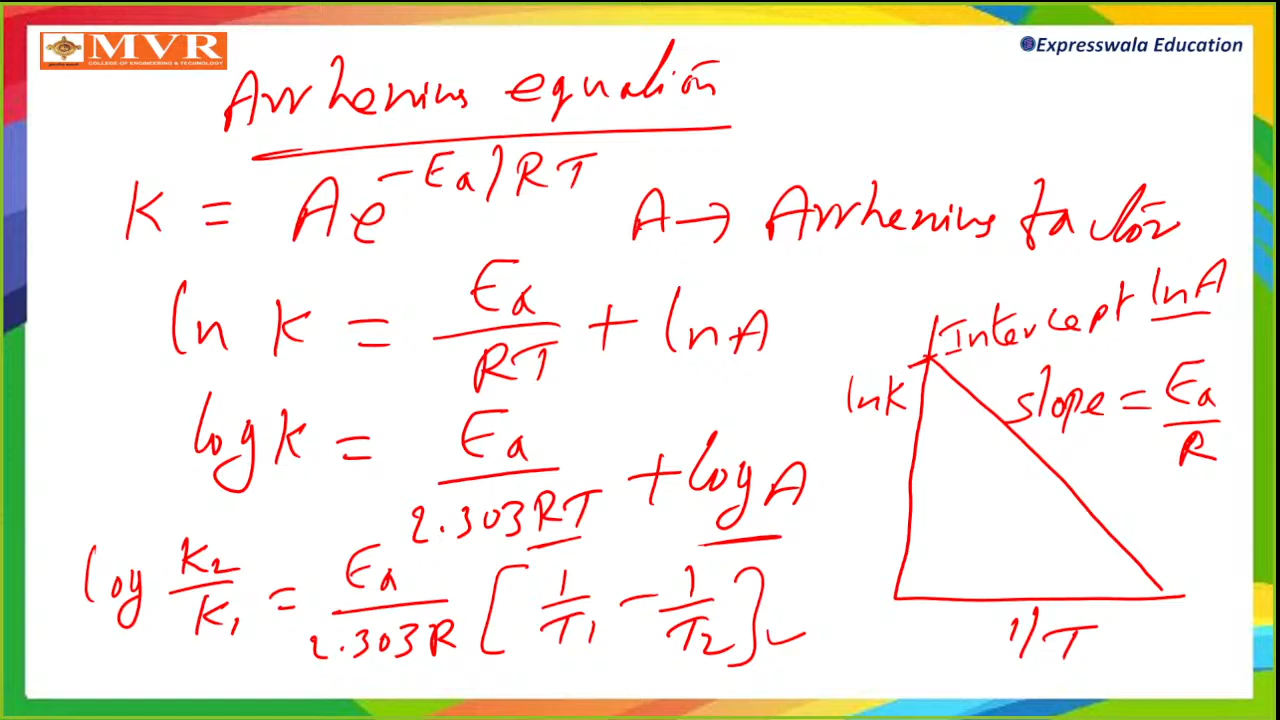 MVR
COLLEGE OF ENGINEERING & TECHNOLOGY
Expresswala Education
Arrhenius equation
K = Ae^{-Ea/RT}
A → Arrhenius factor
ln K = Ea/RT + lnA
log K = Ea/2.303RT + log A
log K2/K1 = Ea/2.303R [1/T1 - 1/T2]
Intercept lnA
lnK
slope = Ea/R
1/T